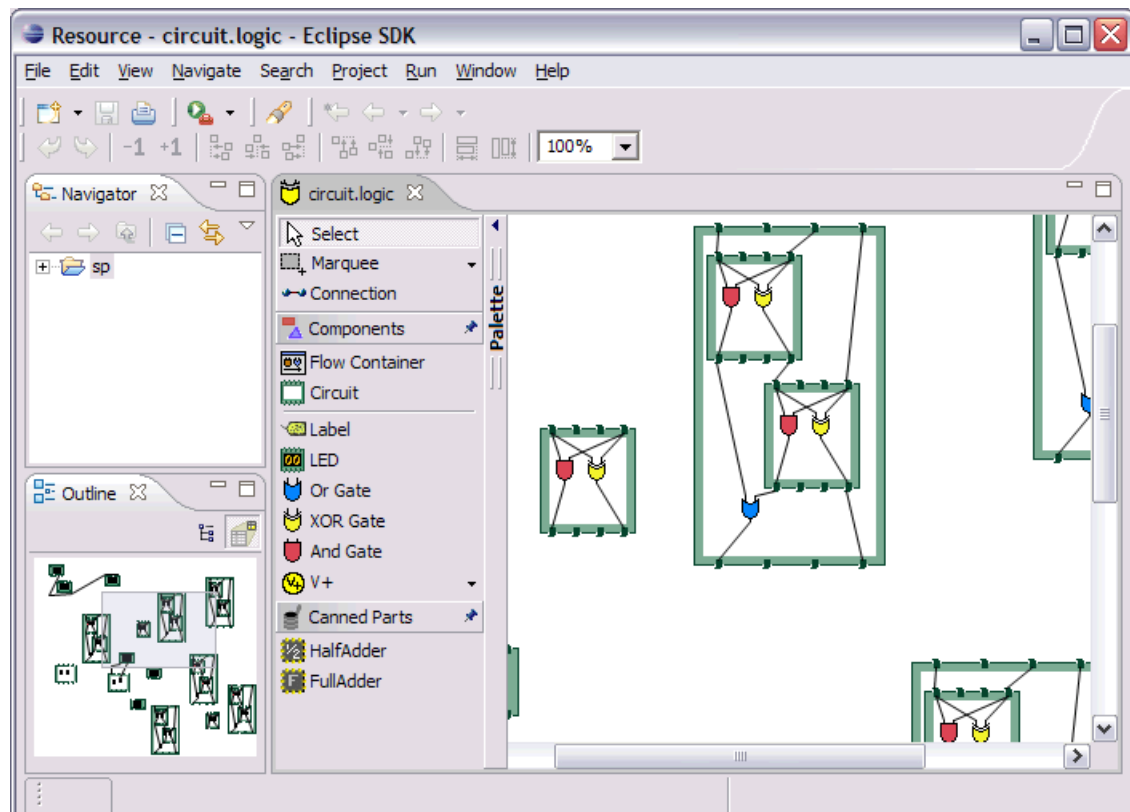 Resource - circuit.logic - Eclipse SDK
File Edit View Navigate Search Project Run Window Help
-1 +1 100%
Navigator
sp
Outline
circuit.logic
Select
Marquee
Connection
Components
Flow Container
Circuit
Label
LED
Or Gate
XOR Gate
And Gate
V+ V+
Canned Parts
1/2 HalfAdder
F FullAdder
Palette